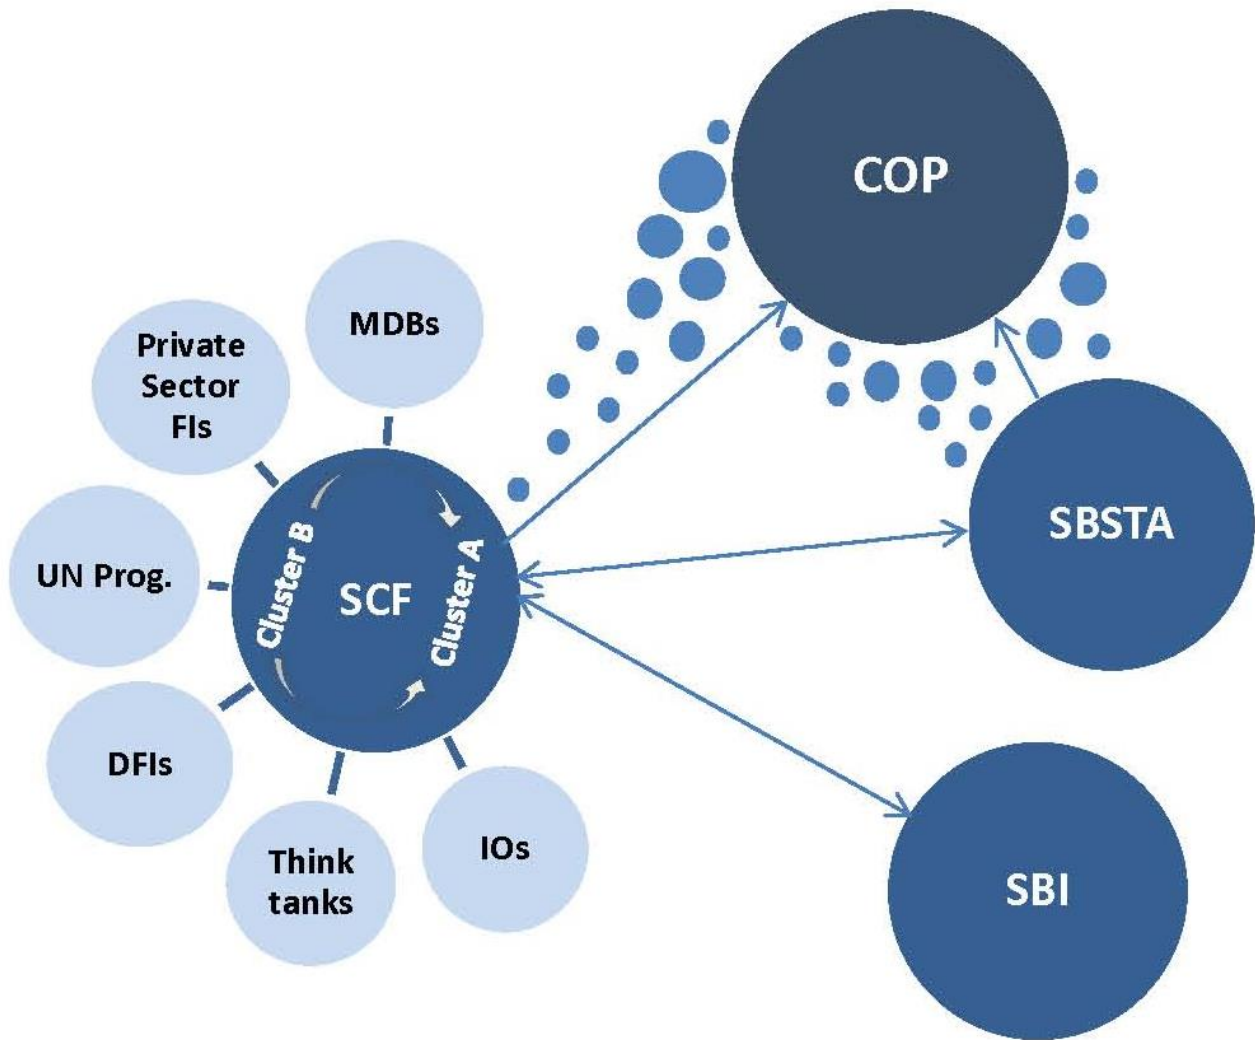 COP
MDBs
Private
Sector
FIs
Cluster B
Cluster A
SCF
SBSTA
UN Prog.
DFIs
Think
tanks
IOs
SBI